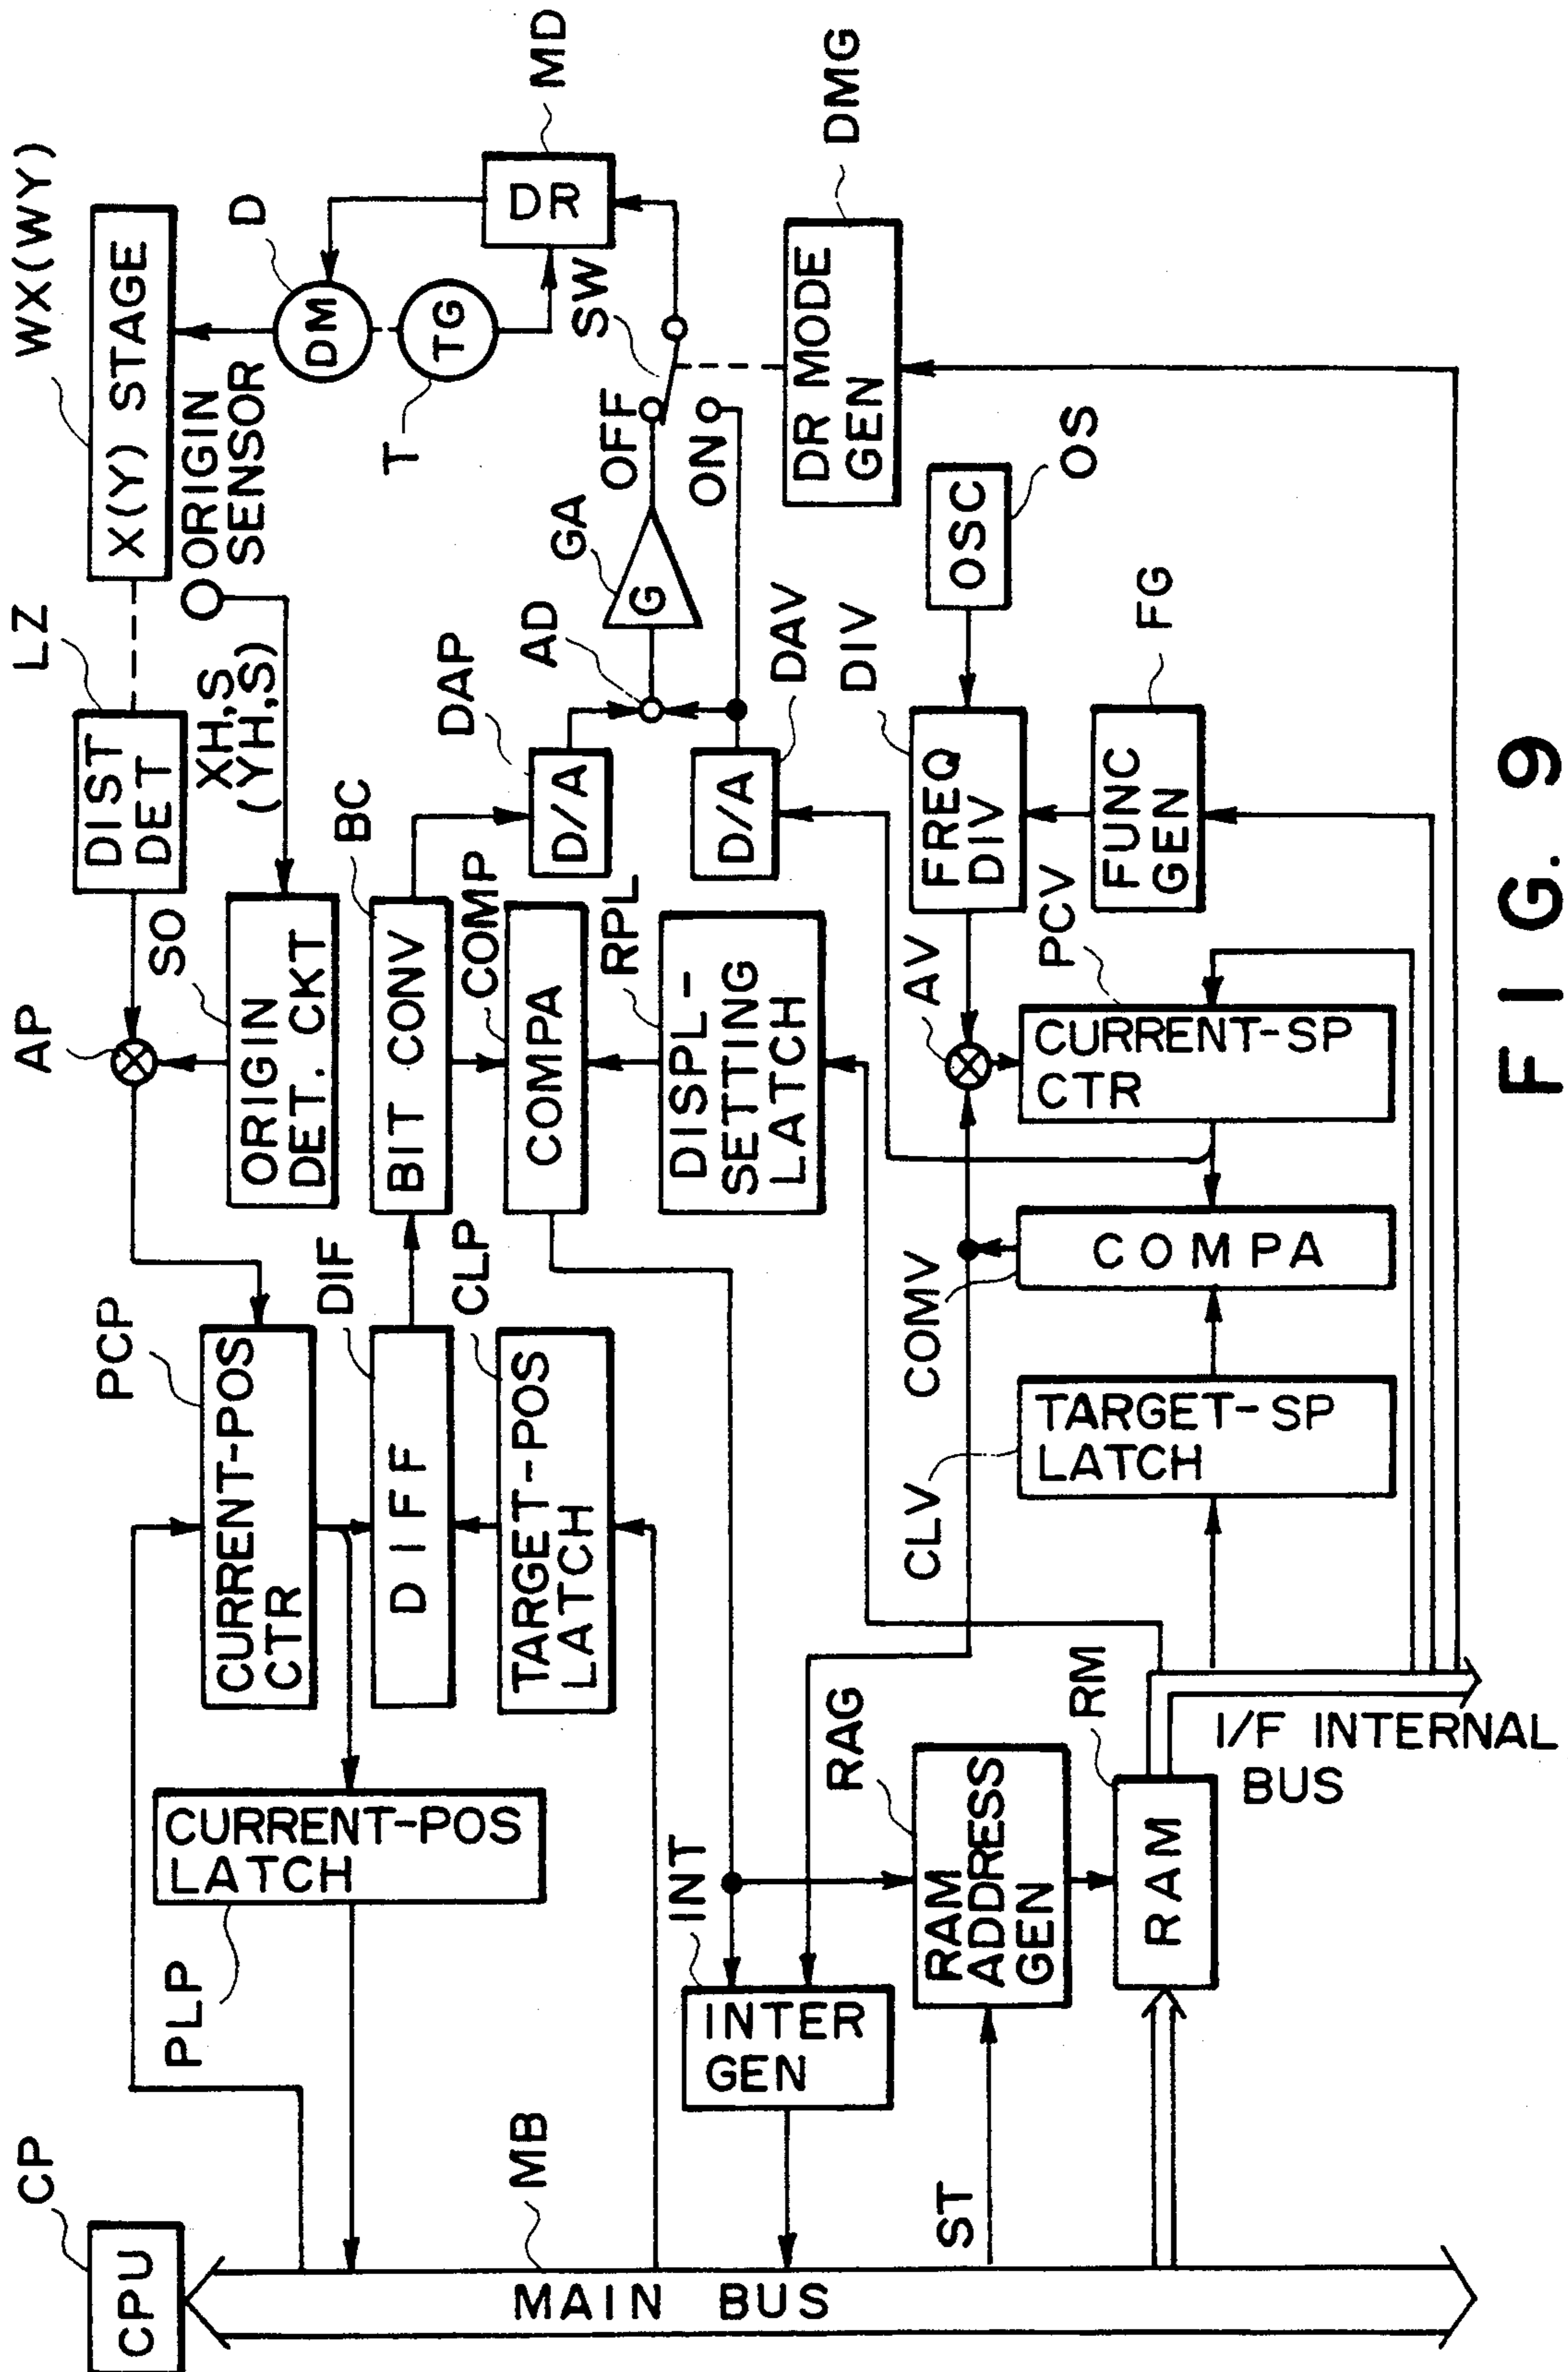 CP
CPU
MAIN BUS
MB
PLP
CURRENT-POS
LATCH
PCP
CURRENT-POS
CTR
DIF
DIFF
CLP
TARGET-POS
LATCH
AP
SO
ORIGIN
DET. CKT
LZ
DIST
DET
XH,S
(YH,S)
WX(WY)
X(Y) STAGE
ORIGIN
SENSOR
D
DM
T
TG
MD
DR
SW
BC
BIT CONV
COMP
COMPA
RPL
DISPL-
SETTING
LATCH
DAP
D/A
AD
GA
G
OFF
ON
DAV
D/A
DMG
DR MODE
GEN
INT
INTER
GEN
ST
RAG
RAM
ADDRESS
GEN
RM
RAM
I/F INTERNAL
BUS
CLV
TARGET-SP
LATCH
COMV
COMPA
AV
PCV
CURRENT-SP
CTR
DIV
FREQ
DIV
OSC
OS
FG
FUNC
GEN
FIG. 9